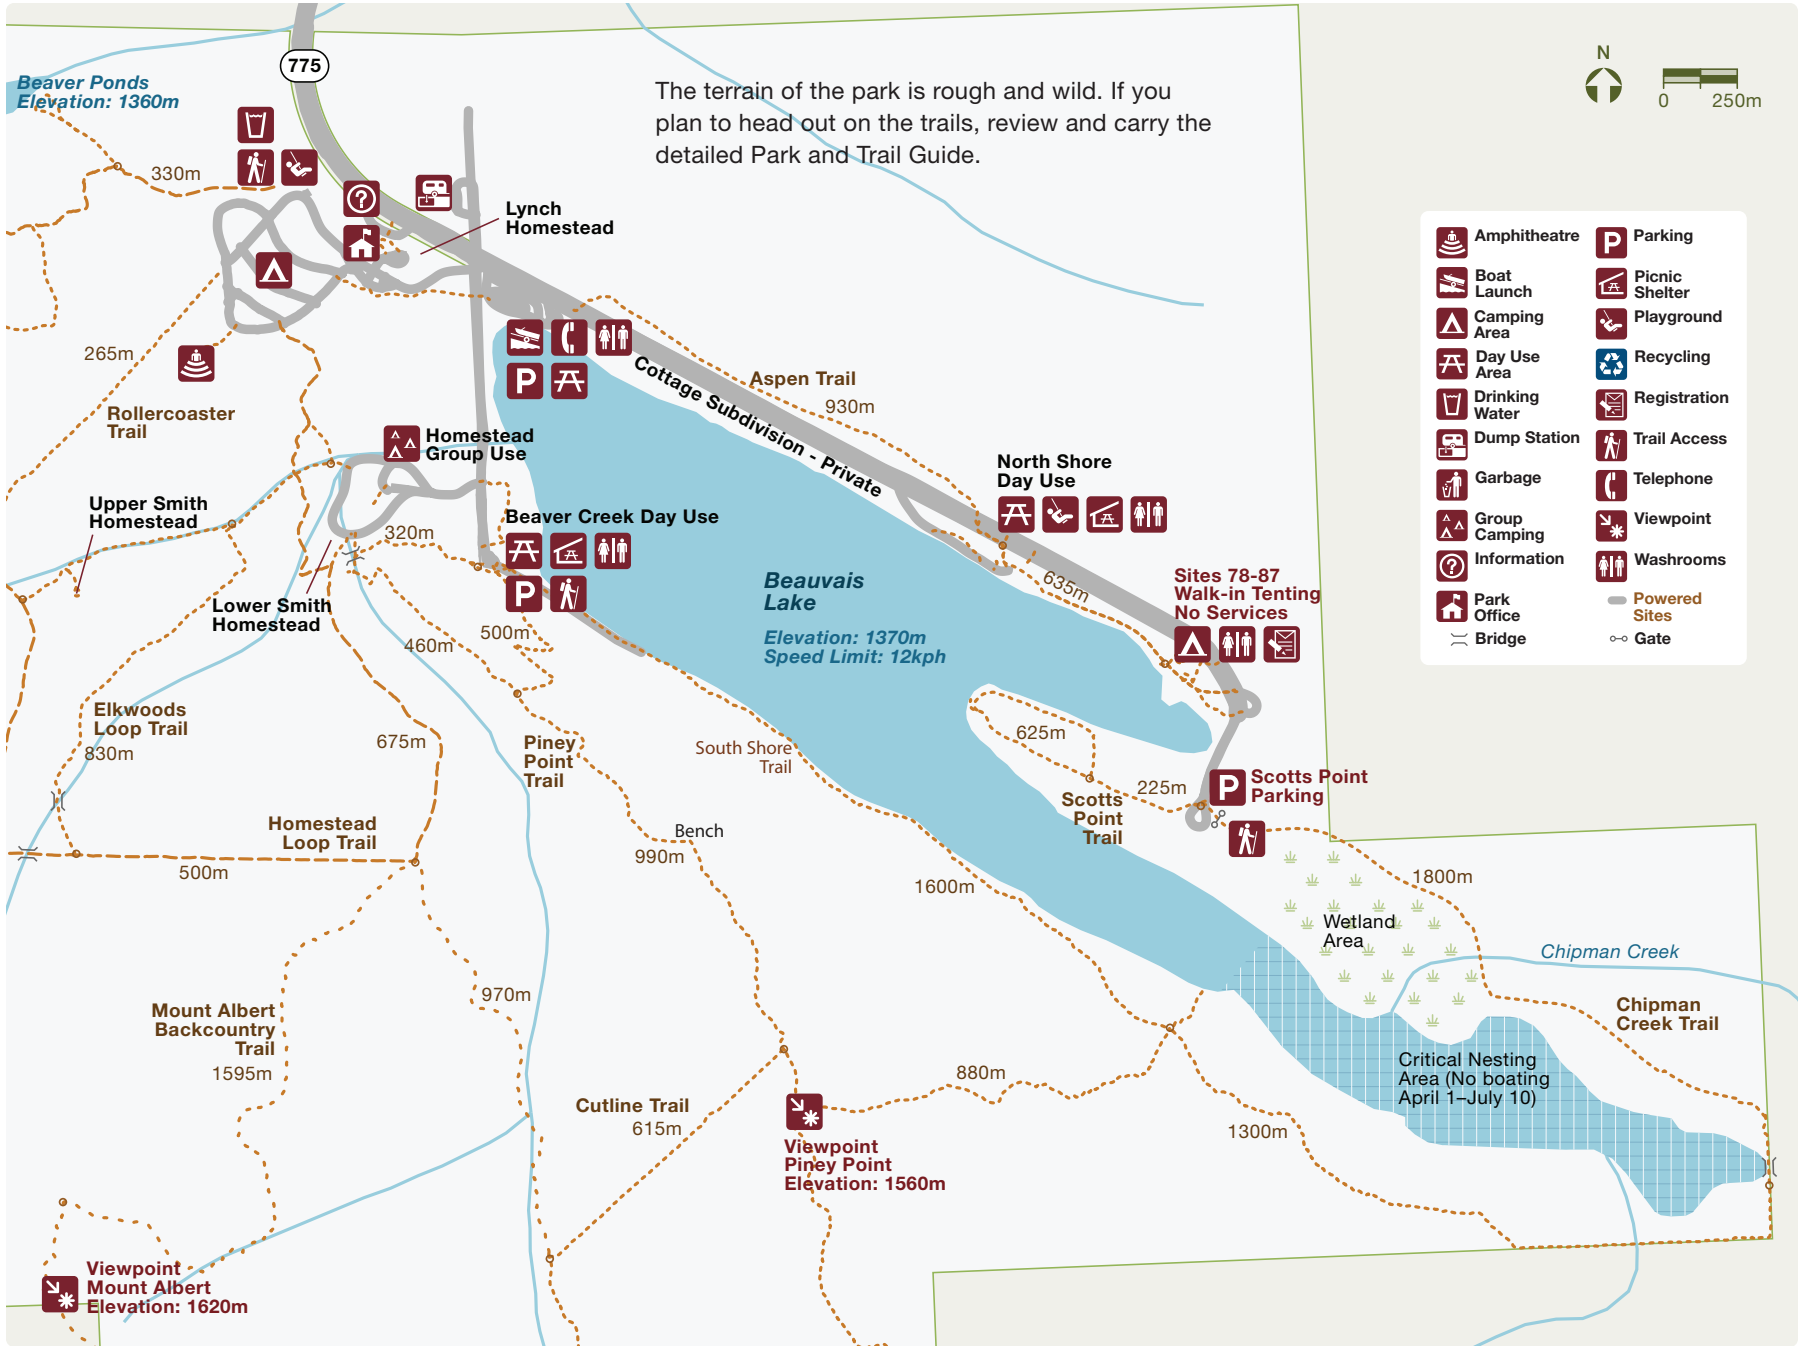 775
Beaver Ponds
Elevation: 1360m
The terrain of the park is rough and wild. If you
plan to head out on the trails, review and carry the
detailed Park and Trail Guide.
N
0 250m
330m
Lynch
Homestead
265m
Rollercoaster
Trail
Cottage Subdivision - Private
Aspen Trail
930m
Homestead
Group Use
North Shore
Day Use
Upper Smith
Homestead
320m
Beaver Creek Day Use
Lower Smith
Homestead
460m
500m
Beauvais
Lake
Elevation: 1370m
Speed Limit: 12kph
635m
Sites 78-87
Walk-in Tenting
No Services
Elkwoods
Loop Trail
830m
675m
Piney
Point
Trail
South Shore
Trail
625m
225m
Scotts Point
Parking
Scotts
Point
Trail
Homestead
Loop Trail
500m
Bench
990m
1600m
1800m
Wetland
Area
Chipman Creek
Chipman
Creek Trail
970m
Mount Albert
Backcountry
Trail
1595m
Critical Nesting
Area (No boating
April 1–July 10)
880m
Cutline Trail
615m
1300m
Viewpoint
Piney Point
Elevation: 1560m
Viewpoint
Mount Albert
Elevation: 1620m
Amphitheatre
Boat
Launch
Camping
Area
Day Use
Area
Drinking
Water
Dump Station
Garbage
Group
Camping
Information
Park
Office
Bridge
P
Parking
Picnic
Shelter
Playground
Recycling
Registration
Trail Access
Telephone
Viewpoint
Washrooms
Powered
Sites
Gate
P
P
P